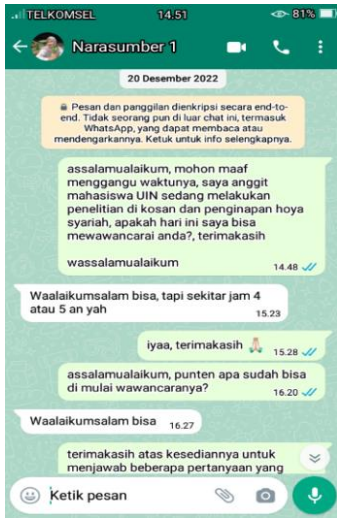 TELKOMSEL 14:51 81%
Narasumber 1
20 Desember 2022
Pesan dan panggilan dienkripsi secara end-to-
end. Tidak seorang pun di luar chat ini, termasuk
WhatsApp, yang dapat membaca atau
mendengarkannya. Ketuk untuk info selengkapnya.
assalamualaikum, mohon maaf
menggangu waktunya, saya anggit
mahasiswa UIN sedang melakukan
penelitian di kosan dan penginapan hoya
syariah, apakah hari ini saya bisa
mewawancarai anda?, terimakasih
wassalamualaikum
14.48
Waalaikumsalam bisa, tapi sekitar jam 4
atau 5 an yah
15.23
iyaa, terimakasih 🙏🏻 15.28
assalamualaikum, punten apa sudah bisa
di mulai wawancaranya?
16.20
Waalaikumsalam bisa 16.27
terimakasih atas kesediannya untuk
menjawab beberapa pertanyaan yang
Ketik pesan